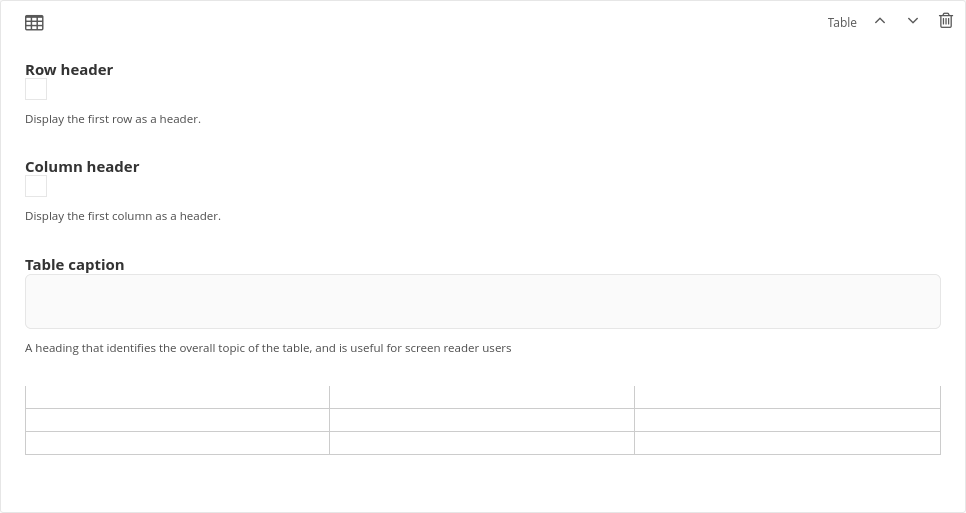 Table
Row header
Display the first row as a header.
Column header
Display the first column as a header.
Table caption
A heading that identifies the overall topic of the table, and is useful for screen reader users